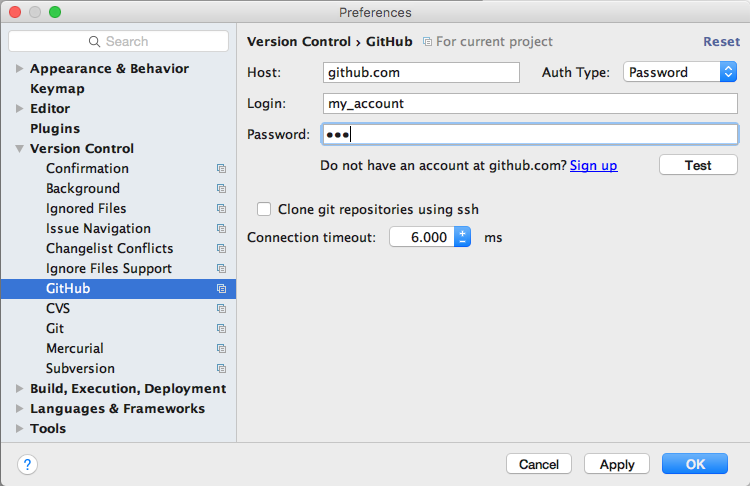 Preferences
Search
Version Control › GitHub For current project Reset
Appearance & Behavior
Keymap
Editor
Plugins
Version Control
Confirmation
Background
Ignored Files
Issue Navigation
Changelist Conflicts
Ignore Files Support
GitHub
CVS
Git
Mercurial
Subversion
Build, Execution, Deployment
Languages & Frameworks
Tools
Host: github.com Auth Type: Password
Login: my_account
Password: •••
Do not have an account at github.com? Sign up Test
Clone git repositories using ssh
Connection timeout: 6.000 ms
? Cancel Apply OK